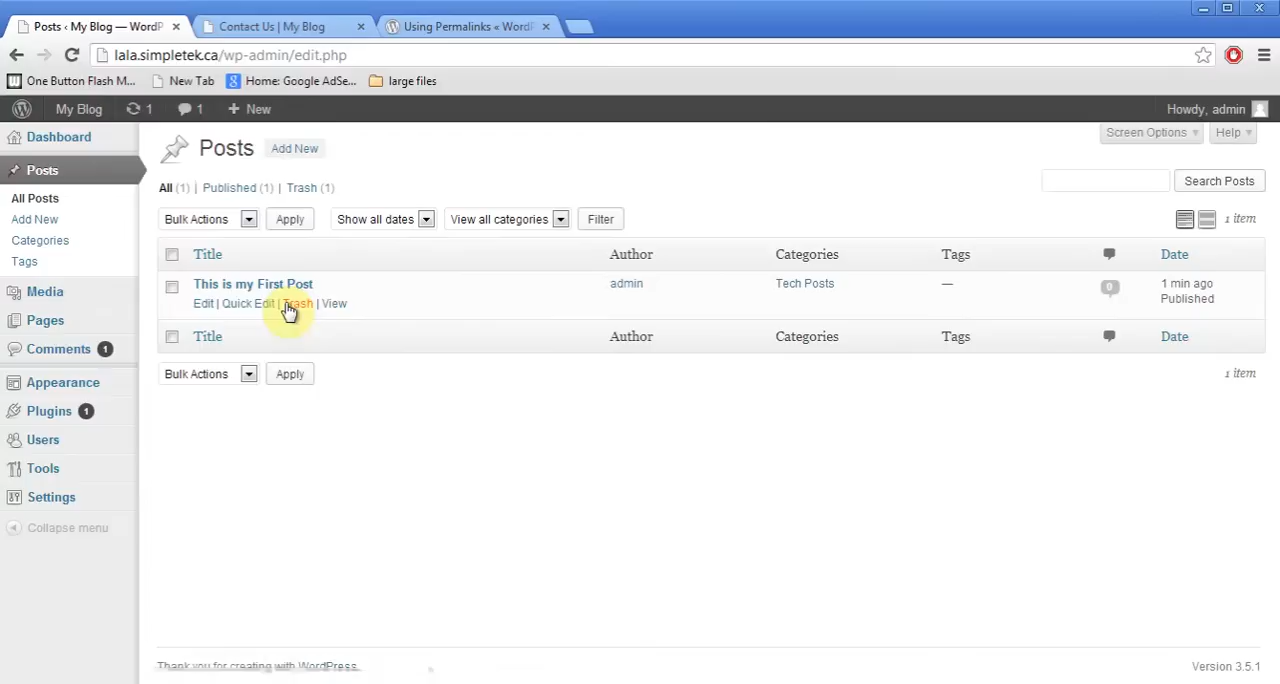 Posts ‹ My Blog — WordP
Contact Us | My Blog
Using Permalinks « WordP
lala.simpletek.ca/wp-admin/edit.php
One Button Flash M...
New Tab
Home: Google AdSe...
large files
My Blog
1
1
+ New
Howdy, admin
Dashboard
Posts
Add New
Screen Options
Help
Posts
All (1) | Published (1) | Trash (1)
Search Posts
All Posts
Add New
Categories
Tags
Bulk Actions
Apply
Show all dates
View all categories
Filter
1 item
Title
Author
Categories
Tags
Date
This is my First Post
admin
Tech Posts
—
0
1 min ago
Published
Edit | Quick Edit | Trash | View
Media
Pages
Comments 1
Title
Author
Categories
Tags
Date
Bulk Actions
Apply
1 item
Appearance
Plugins 1
Users
Tools
Settings
Collapse menu
Thank you for creating with WordPress.
Version 3.5.1